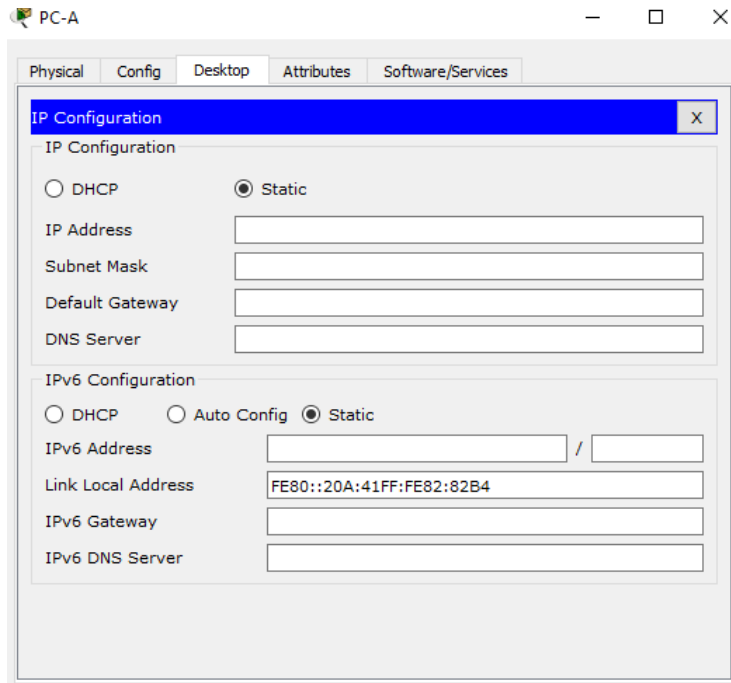 PC-A
Physical Config Desktop Attributes Software/Services
IP Configuration X
IP Configuration
DHCP Static
IP Address
Subnet Mask
Default Gateway
DNS Server
IPv6 Configuration
DHCP Auto Config Static
IPv6 Address /
Link Local Address FE80::20A:41FF:FE82:82B4
IPv6 Gateway
IPv6 DNS Server